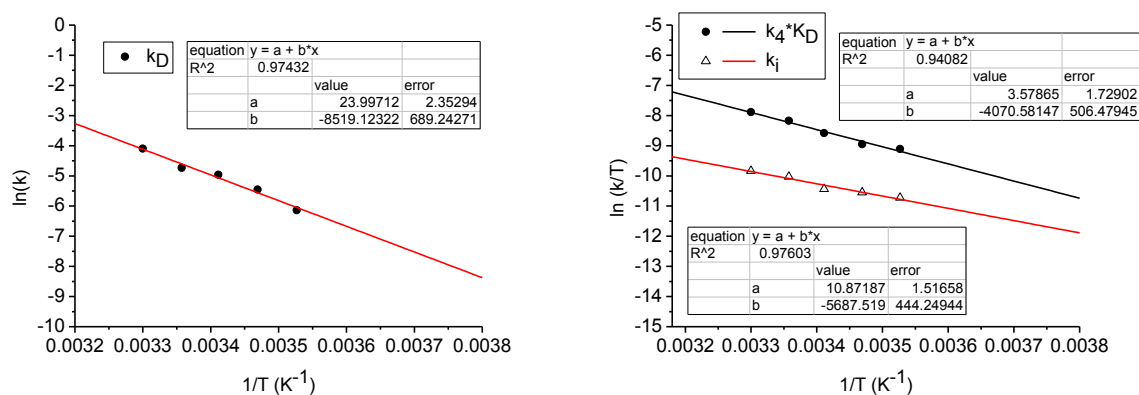 k_D
equation y = a + b*x
R^2 0.97432
value error
a 23.99712 2.35294
b -8519.12322 689.24271
0
-1
-2
-3
-4
-5
-6
-7
-8
-9
-10
ln(k)
0.0032 0.0033 0.0034 0.0035 0.0036 0.0037 0.0038
1/T (K^-1)
k_4*K_D
k_i
equation y = a + b*x
R^2 0.94082
value error
a 3.57865 1.72902
b -4070.58147 506.47945
-5
-6
-7
-8
-9
-10
-11
-12
-13
-14
-15
ln (k/T)
equation y = a + b*x
R^2 0.97603
value error
a 10.87187 1.51658
b -5687.519 444.24944
0.0032 0.0033 0.0034 0.0035 0.0036 0.0037 0.0038
1/T (K^-1)